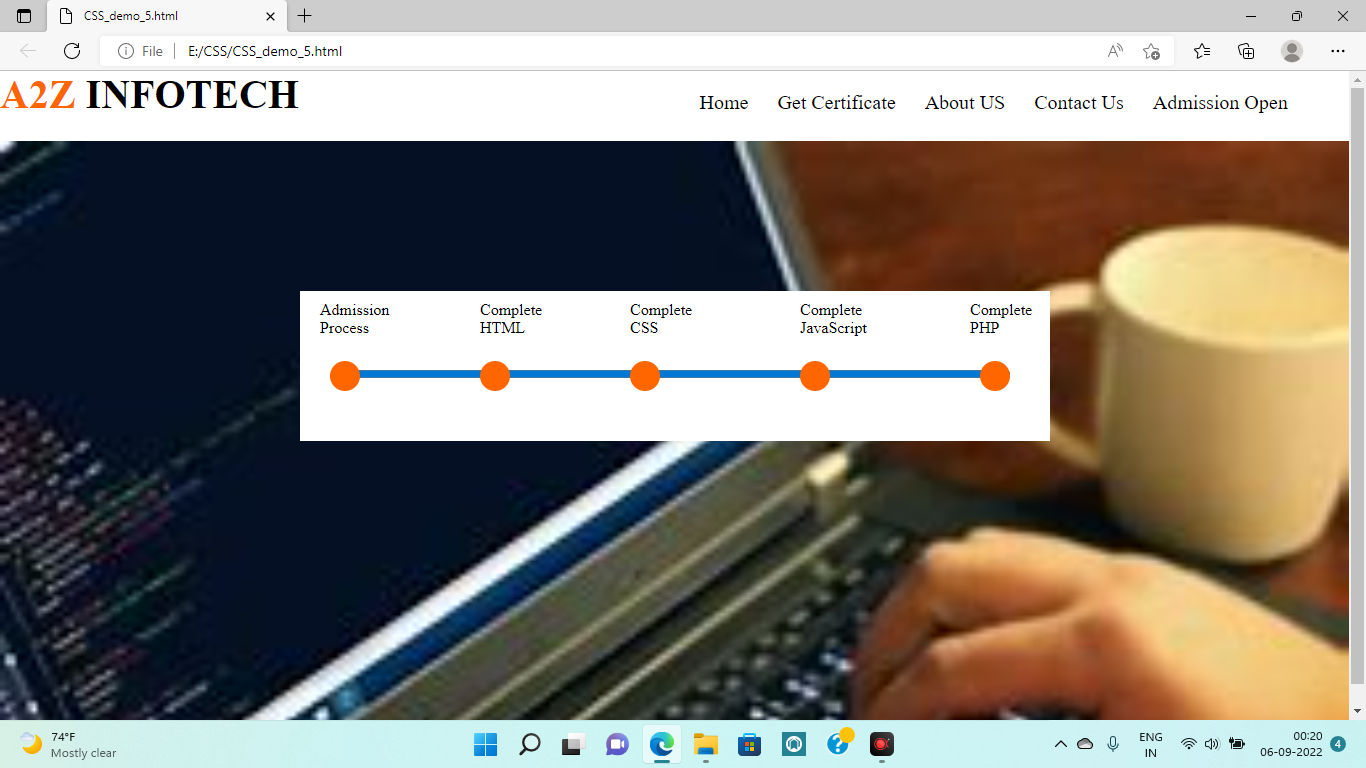 CSS_demo_5.html
File
E:/CSS/CSS_demo_5.html
A2Z INFOTECH
Home Get Certificate About US Contact Us Admission Open
Admission Process
Complete HTML
Complete CSS
Complete JavaScript
Complete PHP
74°F
Mostly clear
ENG
IN
00:20
06-09-2022
4